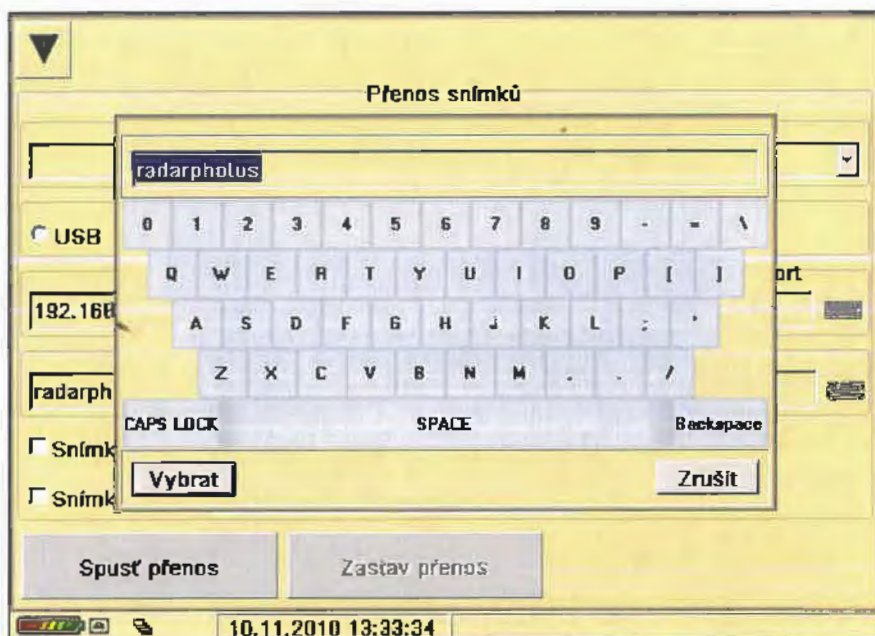 Přenos snímků
radarpholus
USB
0 1 2 3 4 5 6 7 8 9 - = \
Q W E R T Y U I O P [ ]
ort
192.168
A S D F G H J K L ; '
Z X C V B N M , . /
radarph
CAPS LOCK SPACE Backspace
Snímk
Vybrat Zrušit
Snímk
Spusť přenos Zastav přenos
10.11.2010 13:33:34